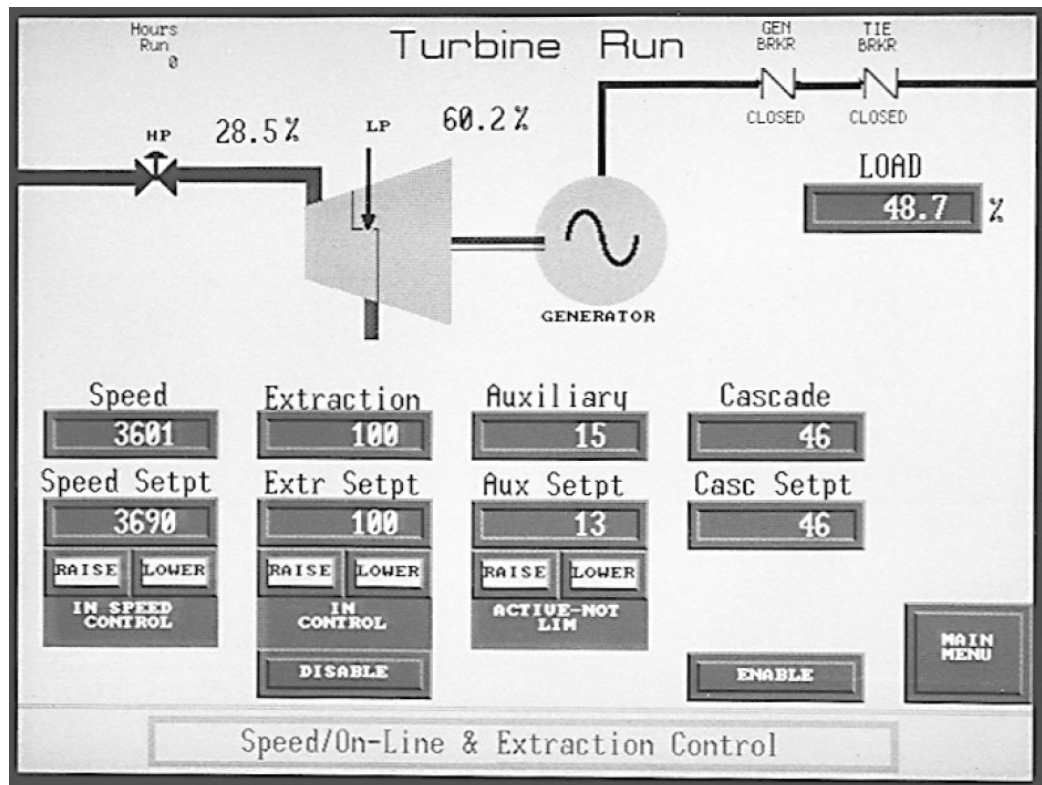 Hours
Run
0
Turbine Run
GEN
BRKR
TIE
BRKR
CLOSED
CLOSED
HP
28.5%
LP
60.2%
LOAD
48.7 %
GENERATOR
Speed
3601
Extraction
100
Auxiliary
15
Cascade
46
Speed Setpt
3690
Extr Setpt
100
Aux Setpt
13
Casc Setpt
46
RAISE LOWER
RAISE LOWER
RAISE LOWER
IN SPEED
CONTROL
IN
CONTROL
ACTIVE-NOT
LIM
DISABLE
ENABLE
MAIN
MENU
Speed/On-Line & Extraction Control